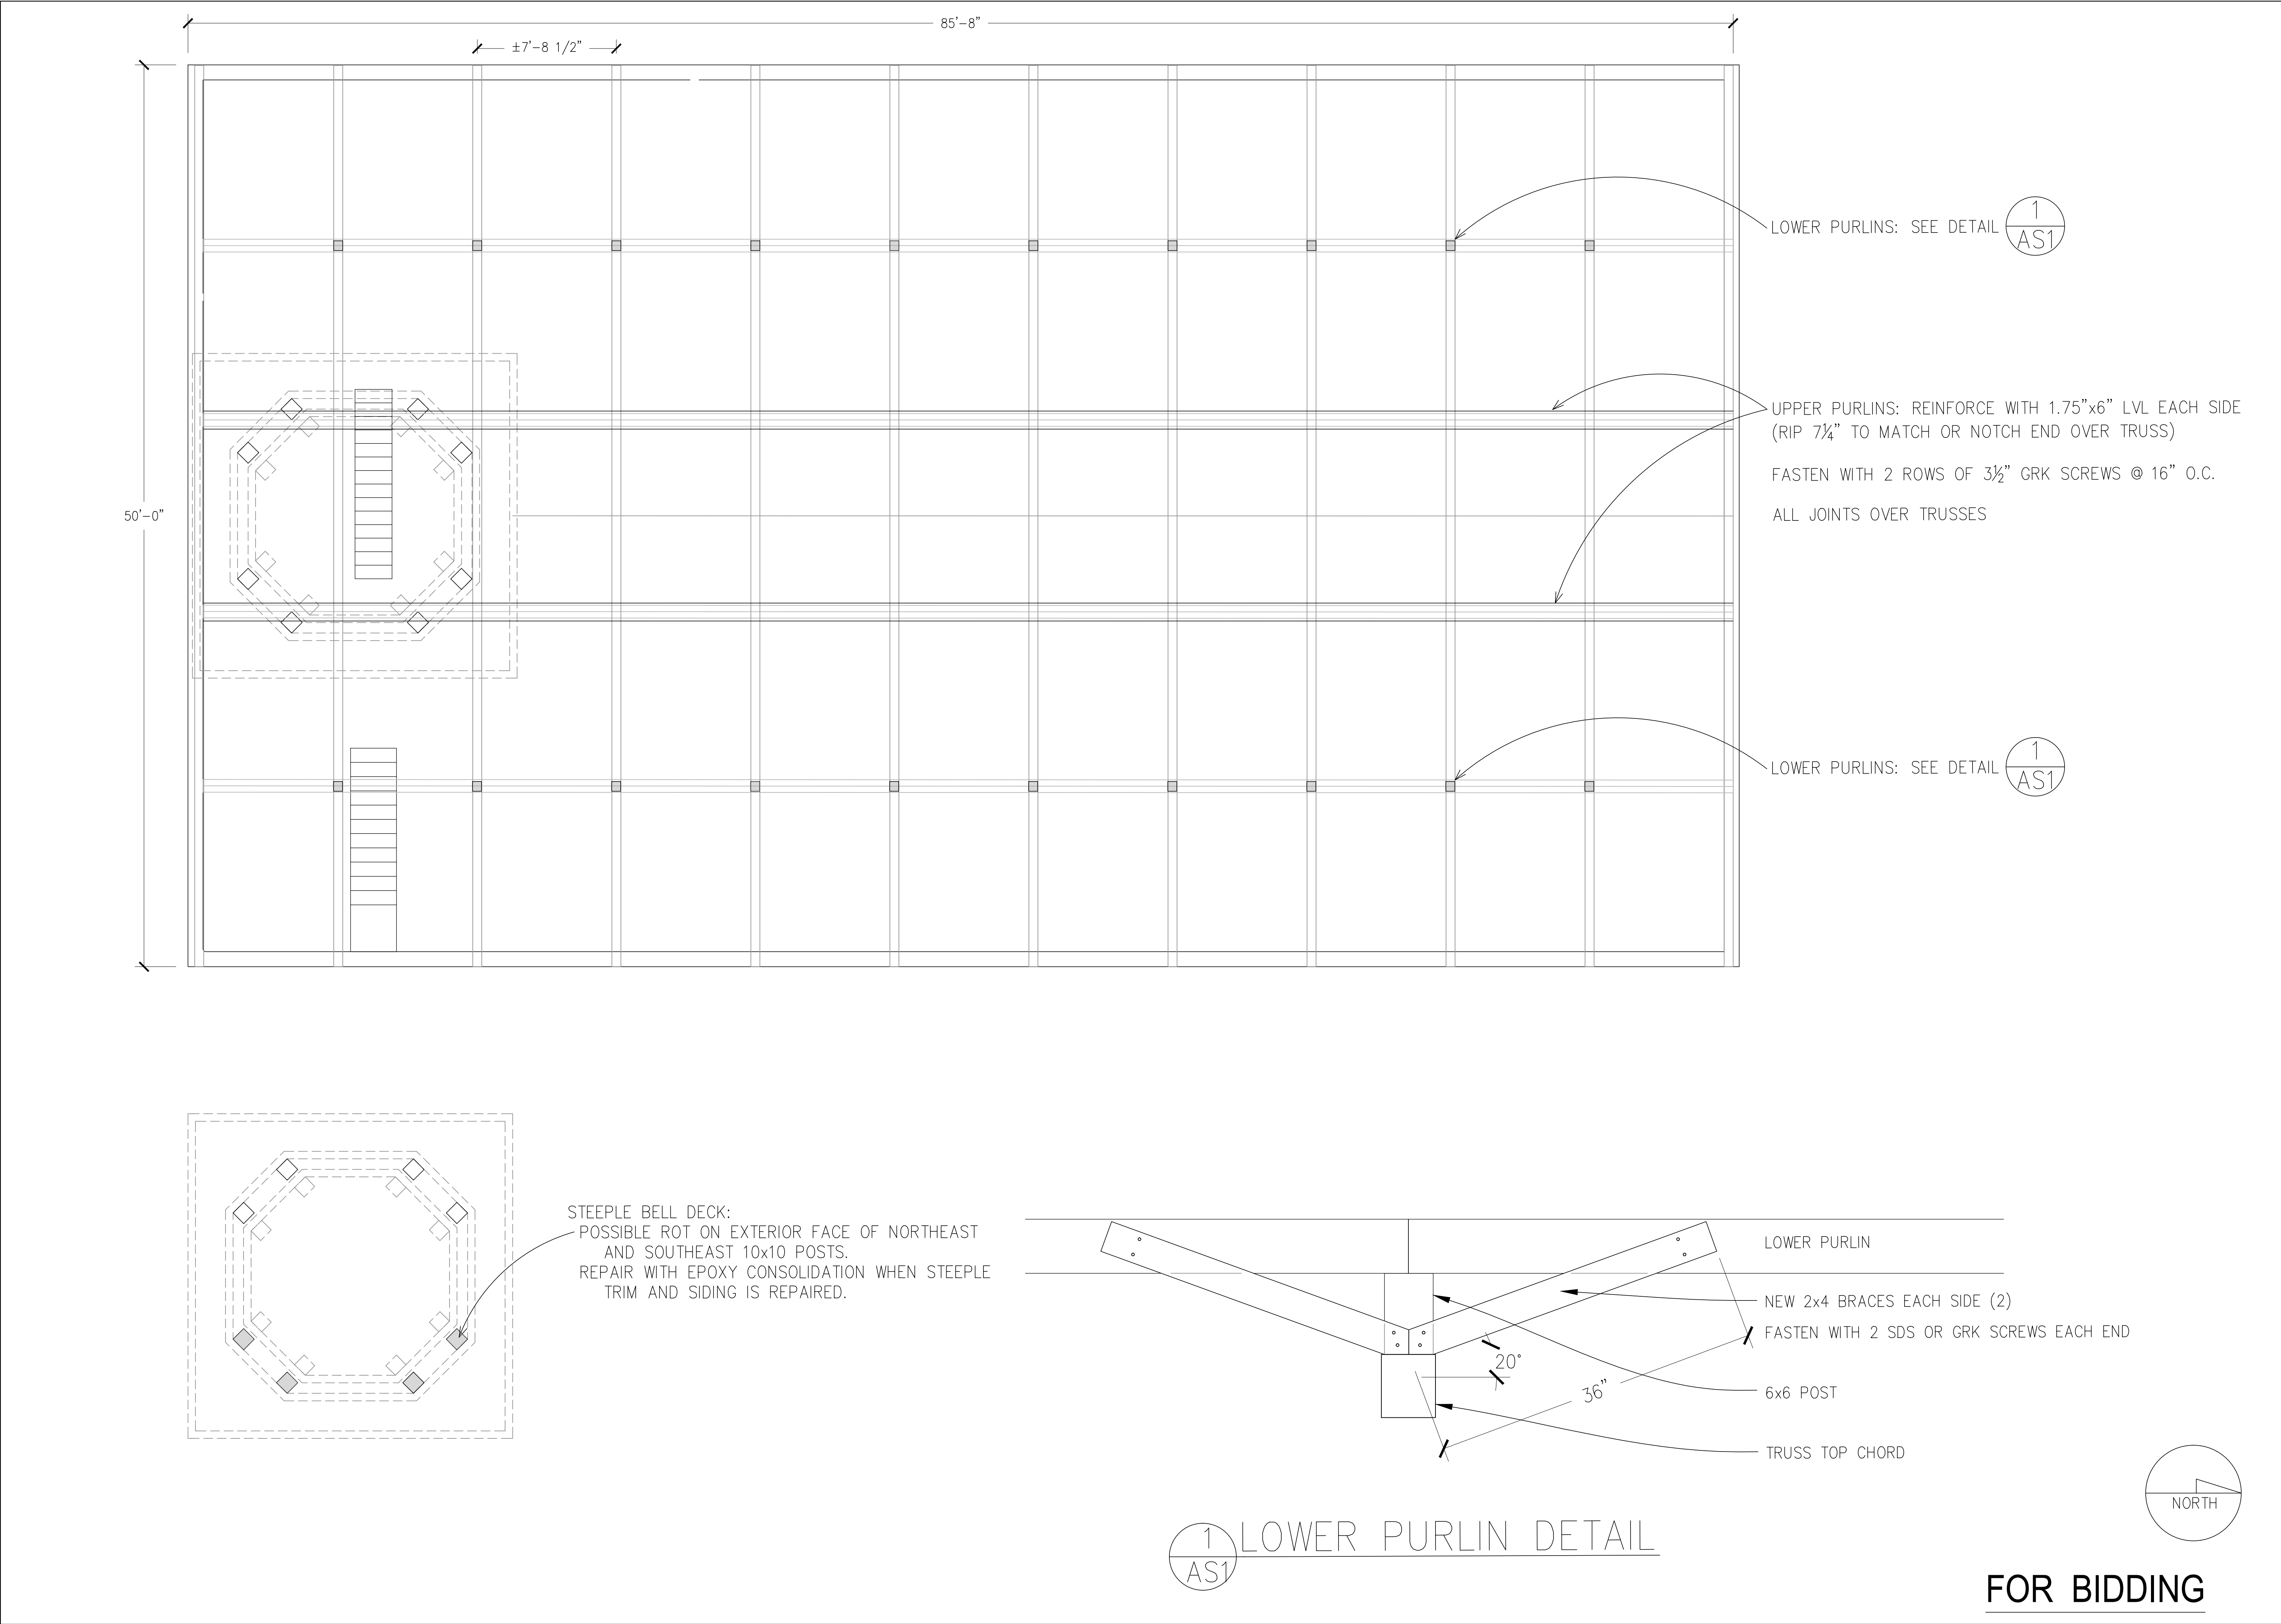 85'-8"
±7'-8 1/2"
50'-0"
LOWER PURLINS: SEE DETAIL
1
AS1
UPPER PURLINS: REINFORCE WITH 1.75"x6" LVL EACH SIDE
(RIP 7¼" TO MATCH OR NOTCH END OVER TRUSS)
FASTEN WITH 2 ROWS OF 3½" GRK SCREWS @ 16" O.C.
ALL JOINTS OVER TRUSSES
LOWER PURLINS: SEE DETAIL
1
AS1
STEEPLE BELL DECK:
POSSIBLE ROT ON EXTERIOR FACE OF NORTHEAST
AND SOUTHEAST 10x10 POSTS.
REPAIR WITH EPOXY CONSOLIDATION WHEN STEEPLE
TRIM AND SIDING IS REPAIRED.
LOWER PURLIN
NEW 2x4 BRACES EACH SIDE (2)
FASTEN WITH 2 SDS OR GRK SCREWS EACH END
20°
36"
6x6 POST
TRUSS TOP CHORD
1
AS1
LOWER PURLIN DETAIL
NORTH
FOR BIDDING